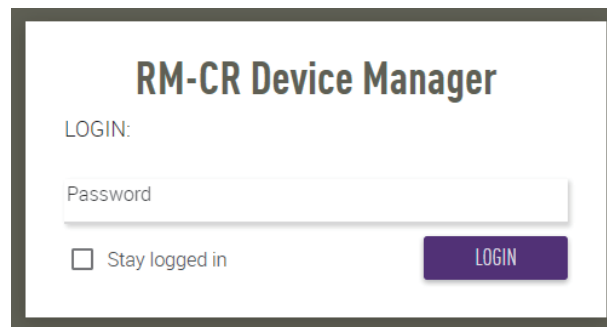 RM-CR Device Manager
LOGIN:
Password
Stay logged in
LOGIN